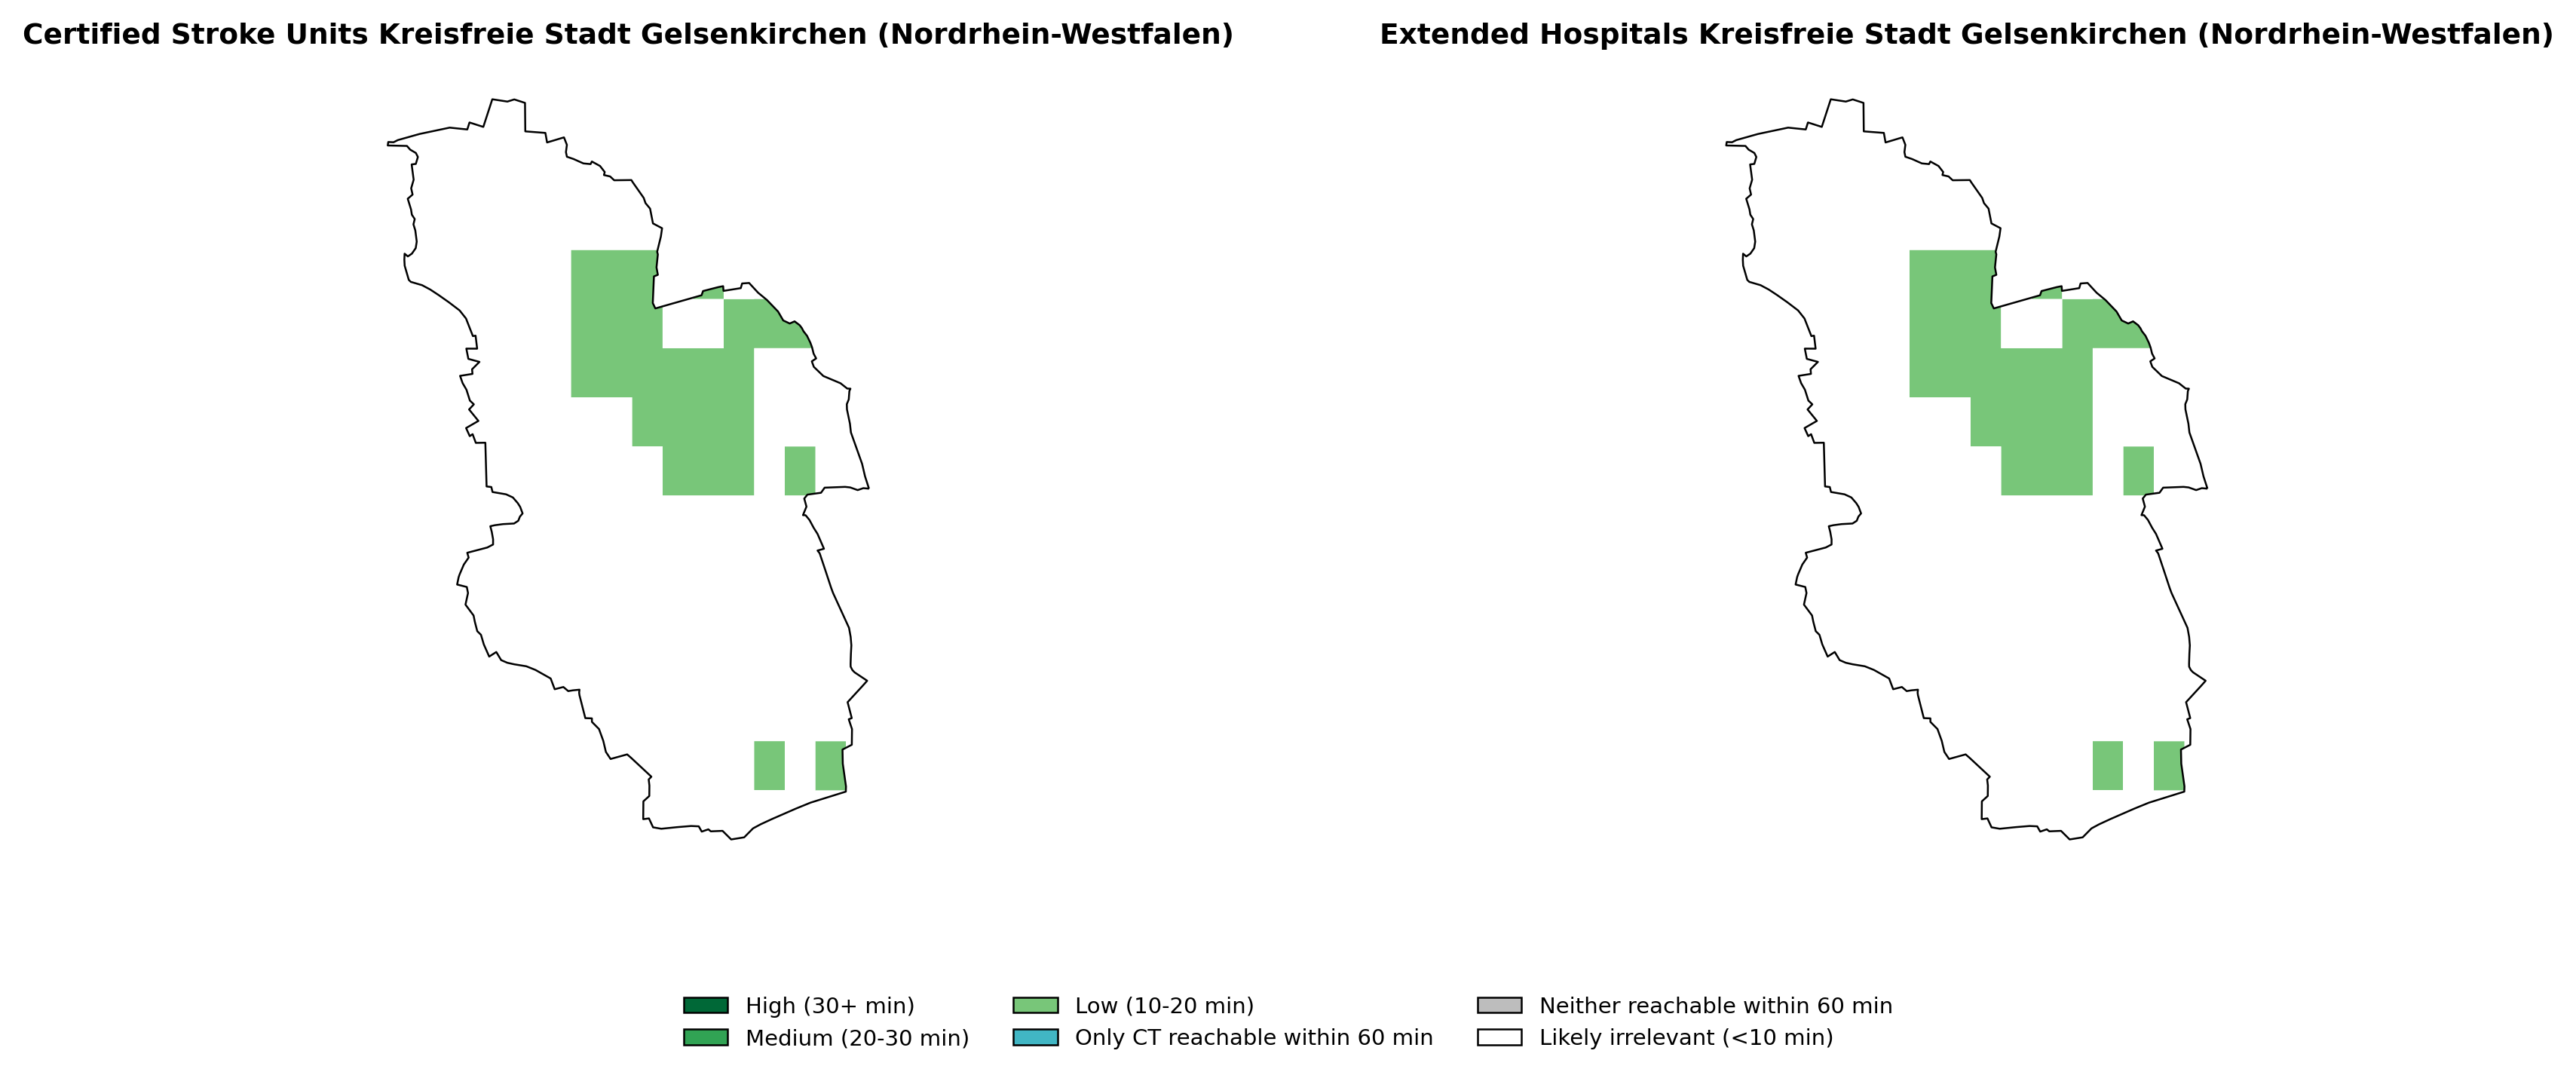 Certified Stroke Units Kreisfreie Stadt Gelsenkirchen (Nordrhein-Westfalen)
Extended Hospitals Kreisfreie Stadt Gelsenkirchen (Nordrhein-Westfalen)
High (30+ min)
Medium (20-30 min)
Low (10-20 min)
Only CT reachable within 60 min
Neither reachable within 60 min
Likely irrelevant (<10 min)